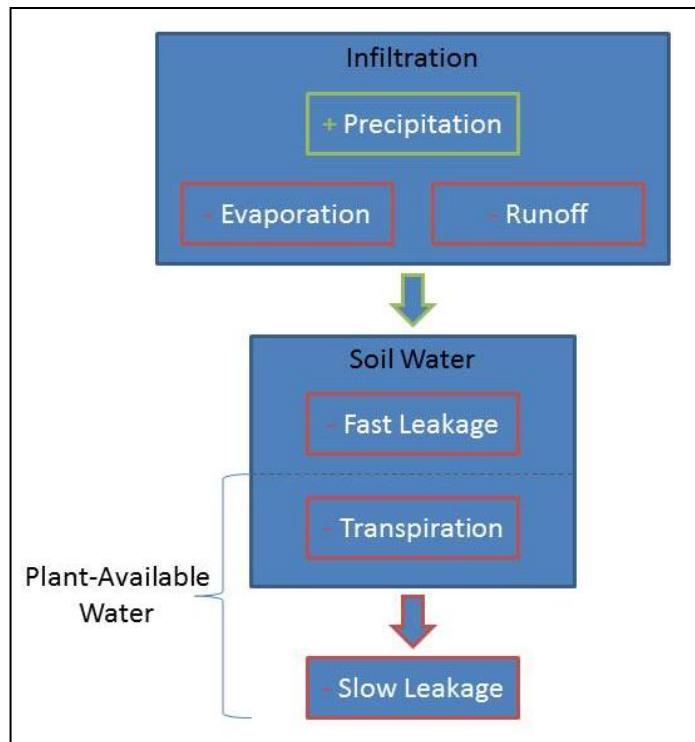 Infiltration
+ Precipitation
- Evaporation
- Runoff
Soil Water
- Fast Leakage
- Transpiration
Plant-Available
Water
- Slow Leakage